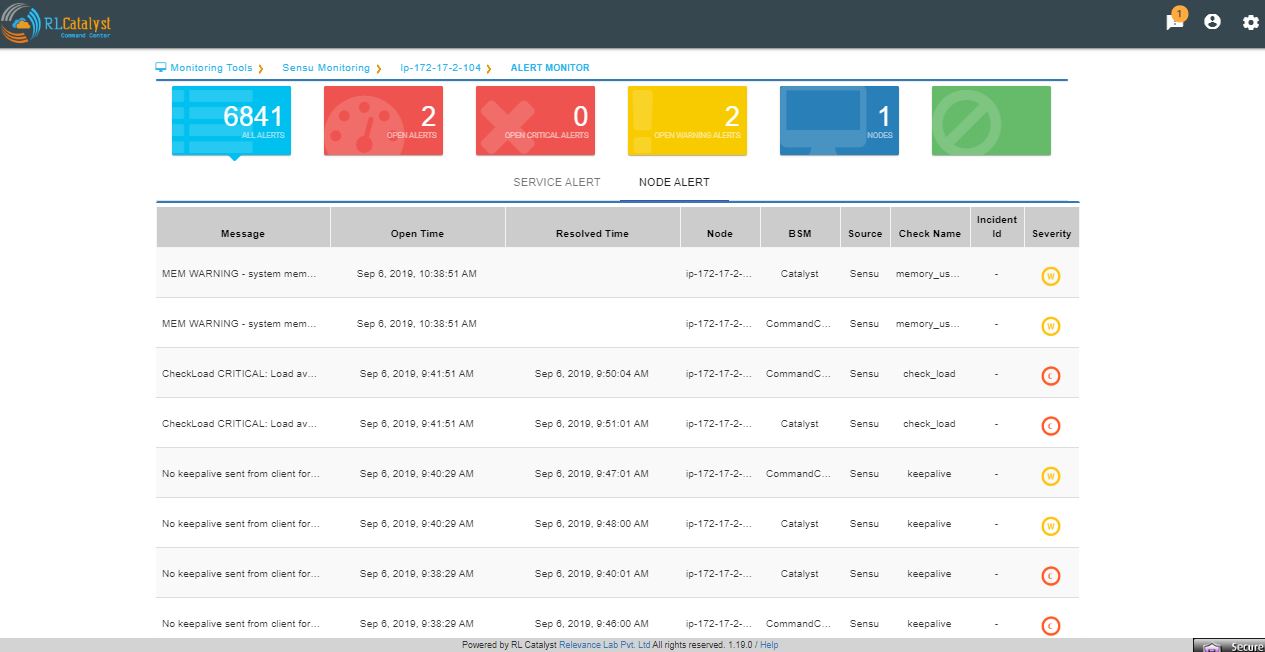 RLCatalyst
Command Center
1
Monitoring Tools
Sensu Monitoring
Ip-172-17-2-104
ALERT MONITOR
6841
ALL ALERTS
2
OPEN ALERTS
0
OPEN CRITICAL ALERTS
2
OPEN WARNING ALERTS
1
NODES
SERVICE ALERT NODE ALERT
Message Open Time Resolved Time Node BSM Source Check Name Incident Id Severity
MEM WARNING - system mem... Sep 6, 2019, 10:38:51 AM ip-172-17-2-... Catalyst Sensu memory_us... - W
MEM WARNING - system mem... Sep 6, 2019, 10:38:51 AM ip-172-17-2-... CommandC... Sensu memory_us... - W
CheckLoad CRITICAL: Load av... Sep 6, 2019, 9:41:51 AM Sep 6, 2019, 9:50:04 AM ip-172-17-2-... CommandC... Sensu check_load - C
CheckLoad CRITICAL: Load av... Sep 6, 2019, 9:41:51 AM Sep 6, 2019, 9:51:01 AM ip-172-17-2-... Catalyst Sensu check_load - C
No keepalive sent from client for... Sep 6, 2019, 9:40:29 AM Sep 6, 2019, 9:47:01 AM ip-172-17-2-... CommandC... Sensu keepalive - W
No keepalive sent from client for... Sep 6, 2019, 9:40:29 AM Sep 6, 2019, 9:48:00 AM ip-172-17-2-... Catalyst Sensu keepalive - W
No keepalive sent from client for... Sep 6, 2019, 9:38:29 AM Sep 6, 2019, 9:40:01 AM ip-172-17-2-... Catalyst Sensu keepalive - C
No keepalive sent from client for... Sep 6, 2019, 9:38:29 AM Sep 6, 2019, 9:46:00 AM ip-172-17-2-... CommandC... Sensu keepalive - C
Powered by RL Catalyst Relevance Lab Pvt. Ltd All rights reserved. 1.19.0 / Help
Secure